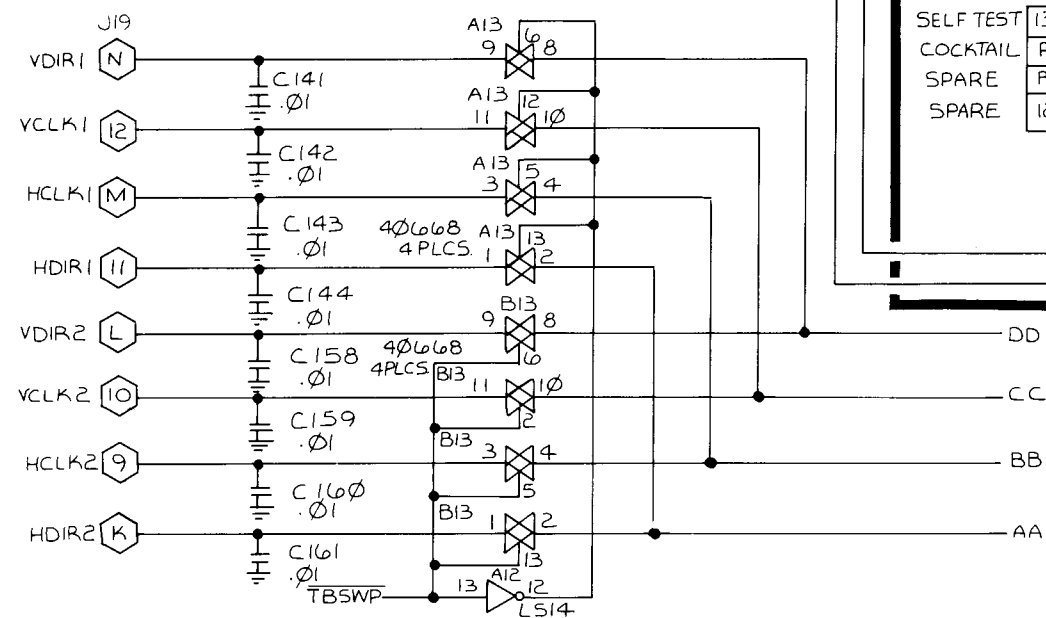 J19
VDIR1 N
A13
9 6 8
C141
.Ø1
VCLK1 12
A13
11 12 1Ø
C142
.Ø1
HCLK1 M
A13
3 5 4
C143
.Ø1
4Ø66B
4 PLCS.
HDIR1 11
A13
1 13 2
C144
.Ø1
VDIR2 L
B13
9 8
6
C158
.Ø1
4Ø66B
4PLCS.
VCLK2 10
B13
11 1Ø
2
C159
.Ø1
HCLK2 9
B13
3 4
5
C16Ø
.Ø1
HDIR2 K
B13
1 2
13
C161
.Ø1
TBSWP
13 A12 12
LS14
DD
CC
BB
AA
SELF TEST 13
COCKTAIL
SPARE
SPARE